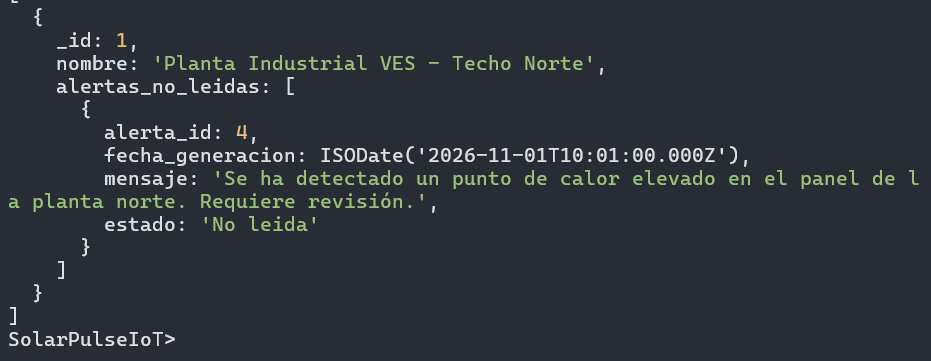 [
  {
    _id: 1,
    nombre: 'Planta Industrial VES - Techo Norte',
    alertas_no_leidas: [
      {
        alerta_id: 4,
        fecha_generacion: ISODate('2026-11-01T10:01:00.000Z'),
        mensaje: 'Se ha detectado un punto de calor elevado en el panel de l
a planta norte. Requiere revisión.',
        estado: 'No leida'
      }
    ]
  }
]
SolarPulseIoT>